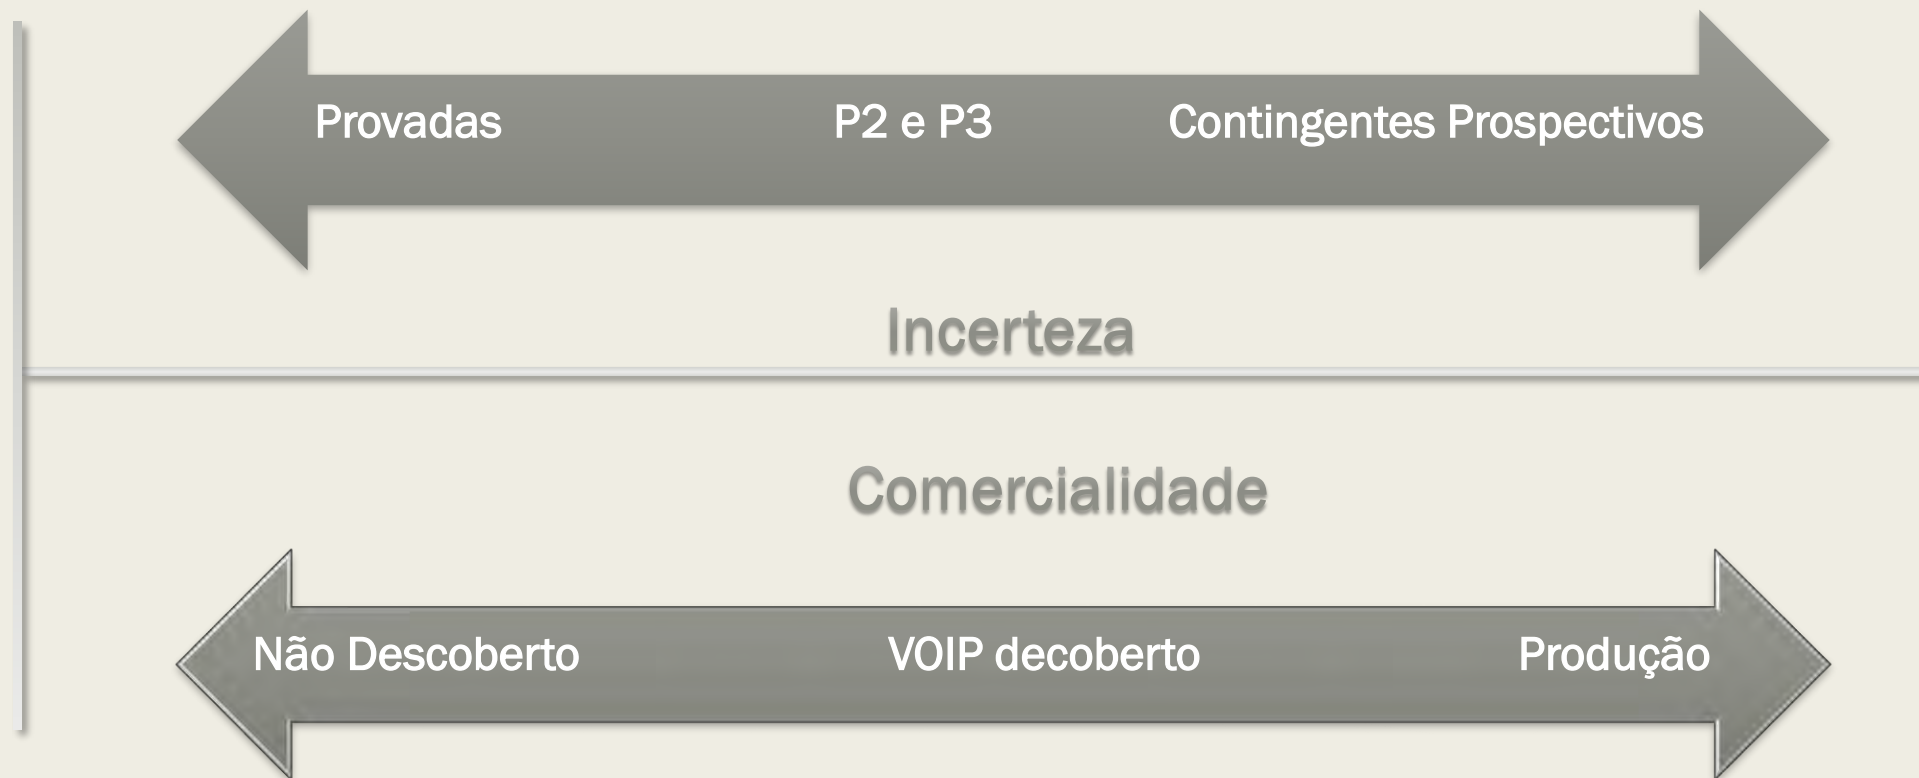 Provadas P2 e P3 Contingentes Prospectivos
Incerteza
Comercialidade
Não Descoberto VOIP decoberto Produção